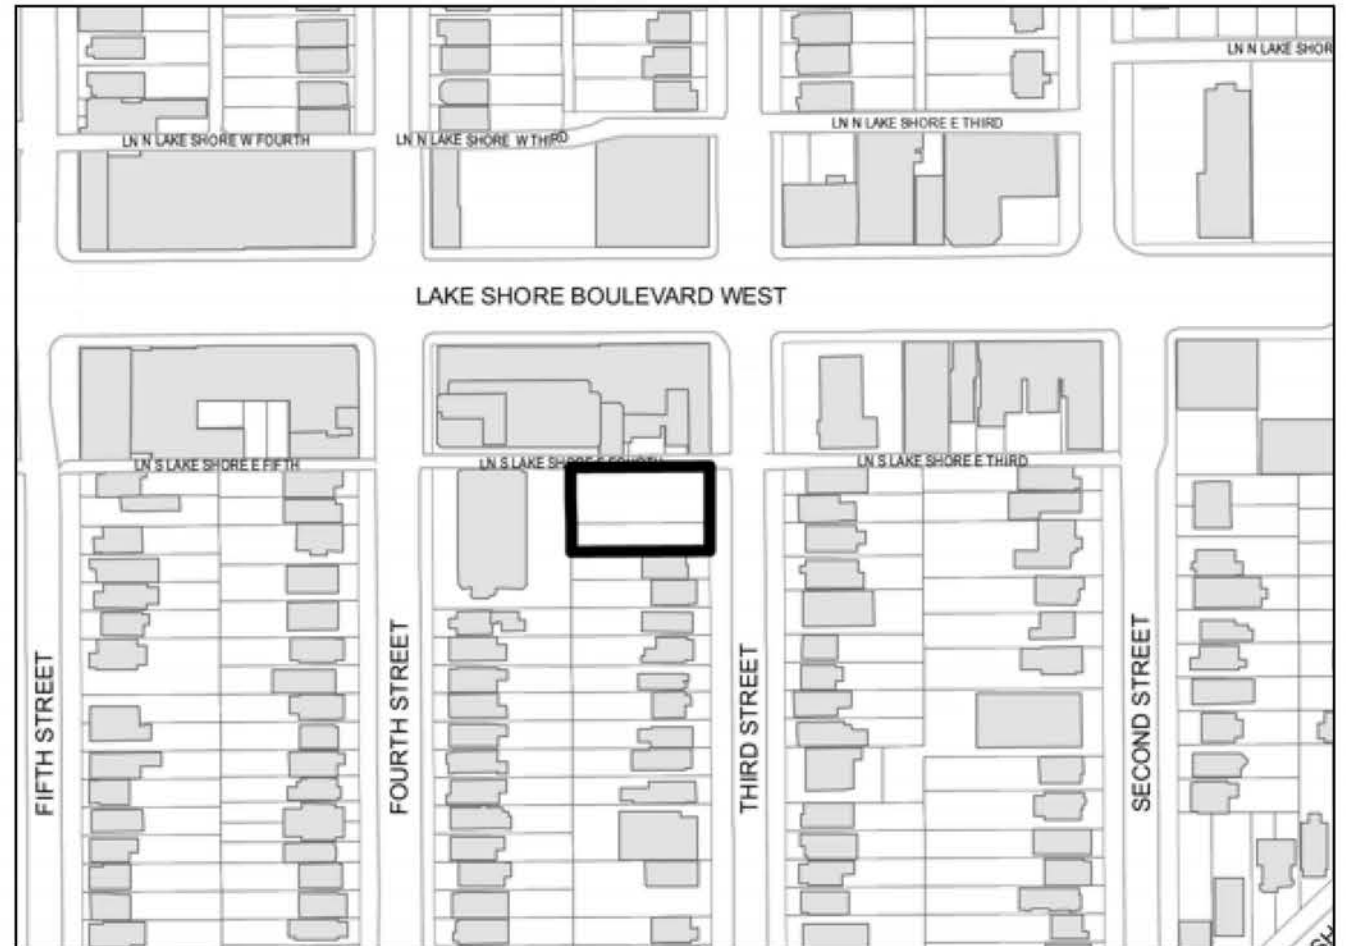 LN N LAKE SHOR
LN N LAKE SHORE E THIRD
LN N LAKE SHORE W FOURTH
LN N LAKE SHORE W THIRD
LAKE SHORE BOULEVARD WEST
LN S LAKE SHORE E FIFTH
LN S LAKE SHORE E FOURTH
LN S LAKE SHORE E THIRD
FIFTH STREET
FOURTH STREET
THIRD STREET
SECOND STREET
SH